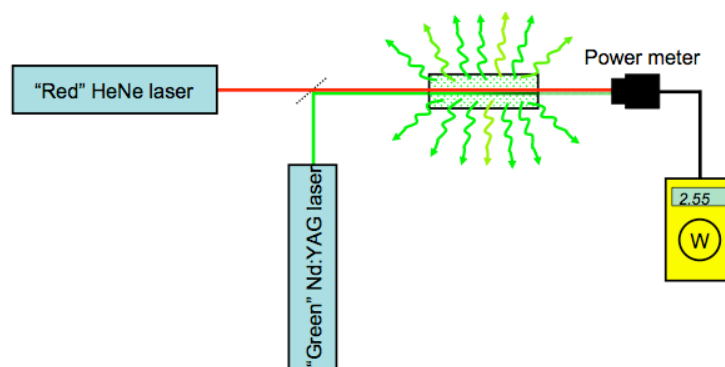 Power meter
“Red” HeNe laser
“Green” Nd:YAG laser
2.55
W